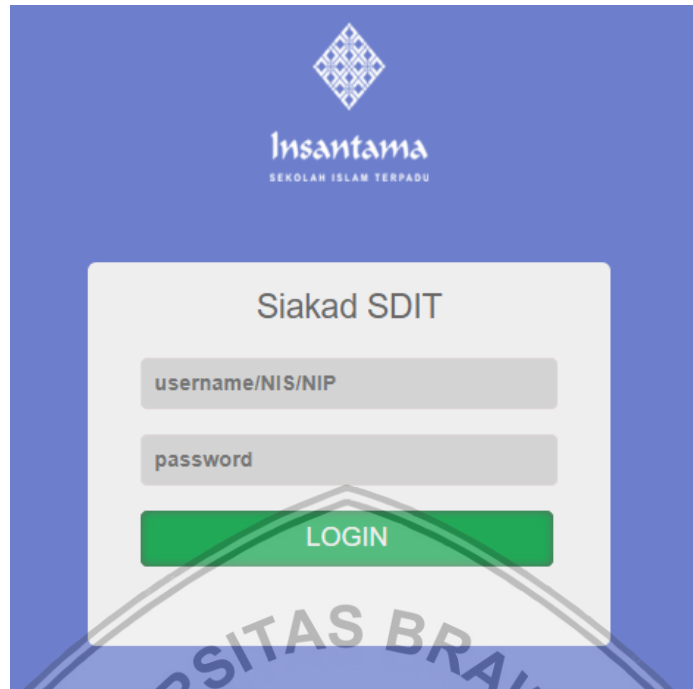 Insantama
SEKOLAH ISLAM TERPADU
Siakad SDIT
username/NIS/NIP
password
LOGIN